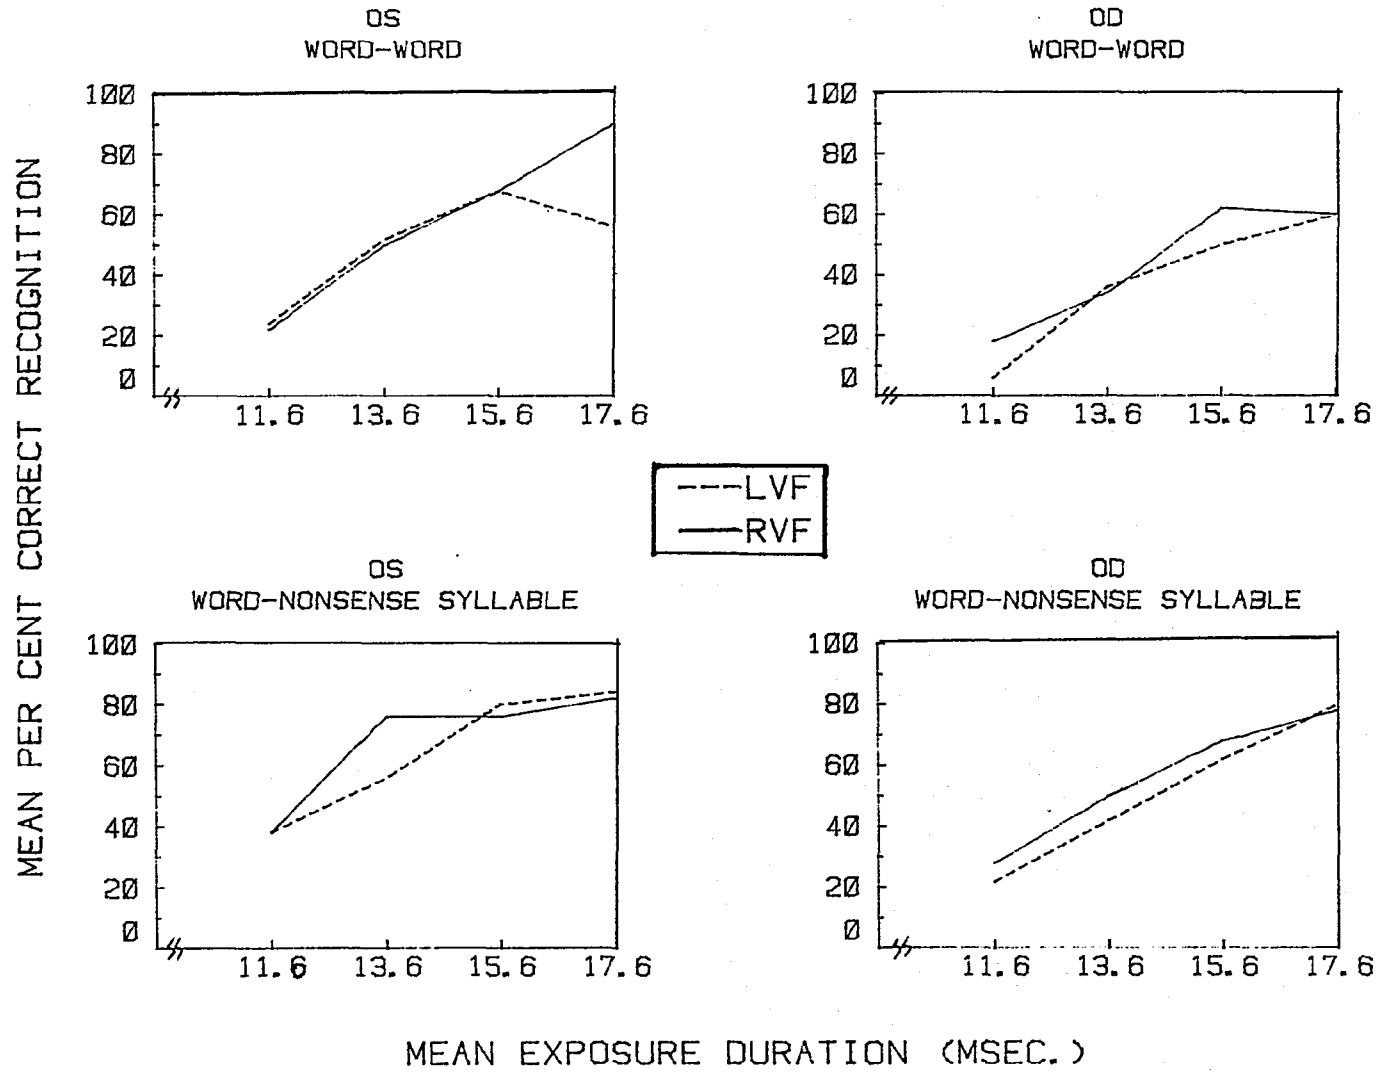 OS
WORD-WORD
100
80
60
40
20
0
11.6 13.6 15.6 17.6
OD
WORD-WORD
100
80
60
40
20
0
11.6 13.6 15.6 17.6
LVF
RVF
OS
WORD-NONSENSE SYLLABLE
100
80
60
40
20
0
11.6 13.6 15.6 17.6
OD
WORD-NONSENSE SYLLABLE
100
80
60
40
20
0
11.6 13.6 15.6 17.6
MEAN PER CENT CORRECT RECOGNITION
MEAN EXPOSURE DURATION (MSEC.)